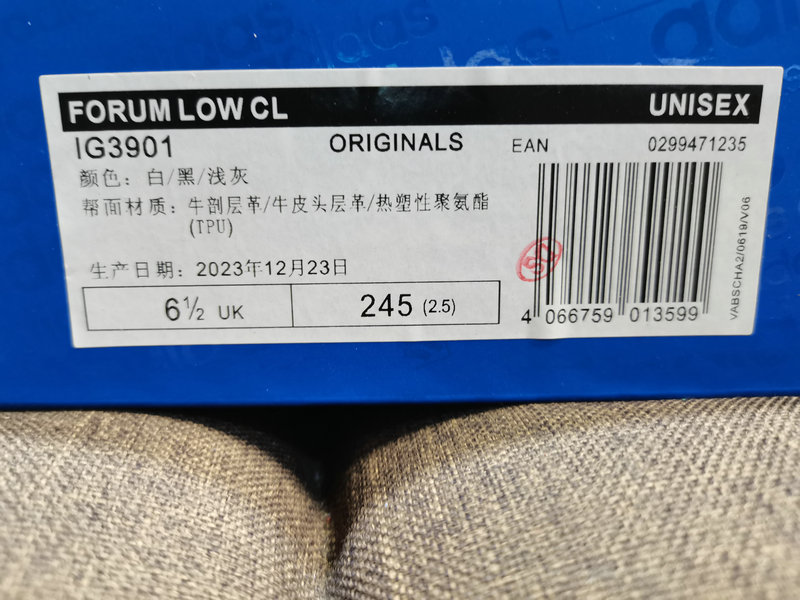 FORUM LOW CL UNISEX
IG3901 ORIGINALS EAN 0299471235
颜色：白/黑/浅灰
帮面材质：牛剖层革/牛皮头层革/热塑性聚氨酯
(TPU)
生产日期：2023年12月23日
6½ UK 245 (2.5)
4 066759 013599
VABSCHA2/0619/V06